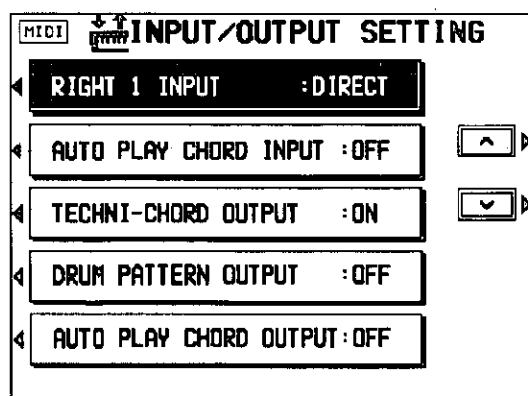 MIDI INPUT/OUTPUT SETTING
RIGHT 1 INPUT :DIRECT
AUTO PLAY CHORD INPUT :OFF
TECHNI-CHORD OUTPUT :ON
DRUM PATTERN OUTPUT :OFF
AUTO PLAY CHORD OUTPUT:OFF